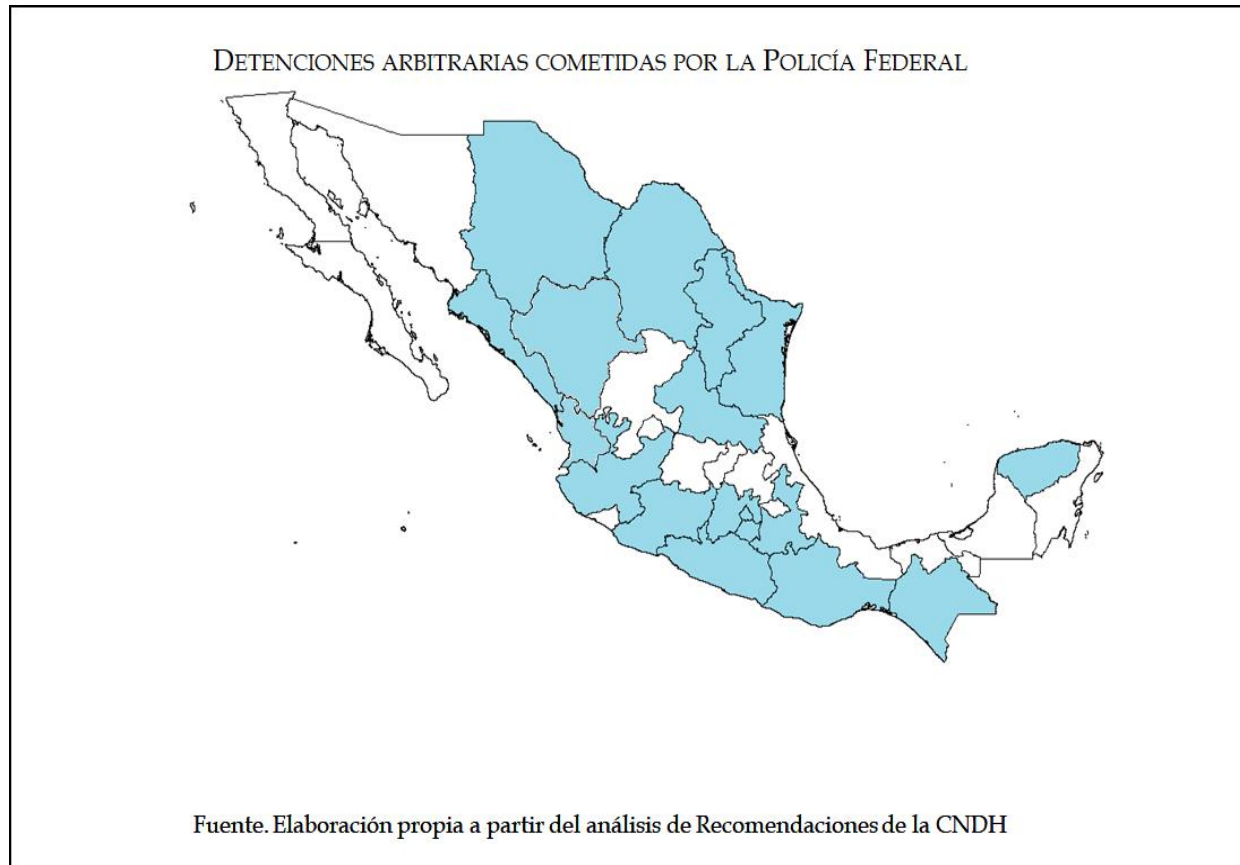 DETENCIONES ARBITRARIAS COMETIDAS POR LA POLICÍA FEDERAL
Fuente. Elaboración propia a partir del análisis de Recomendaciones de la CNDH